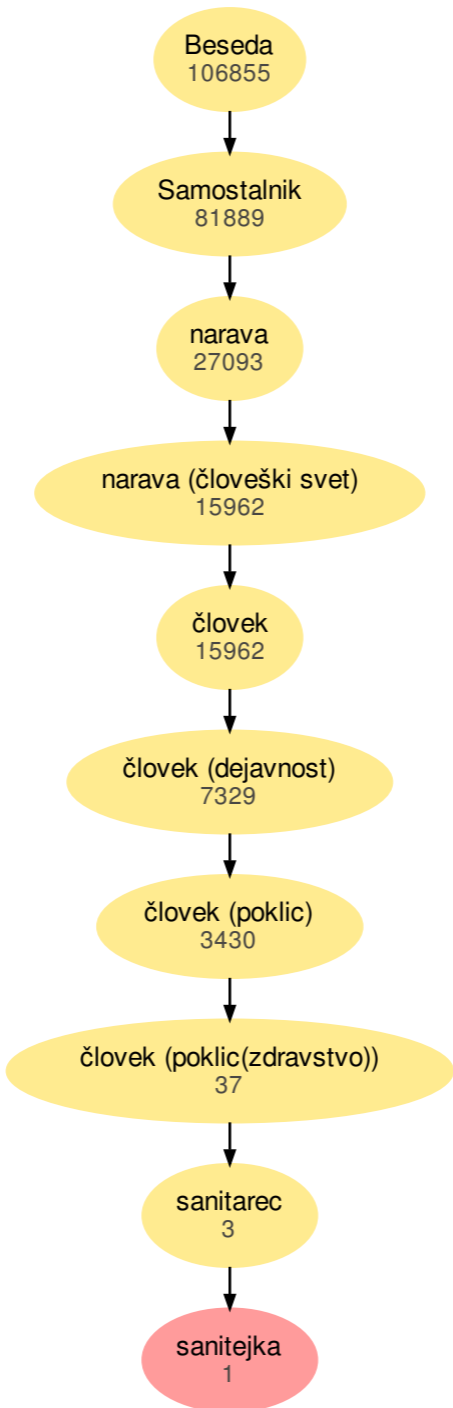 Beseda
106855
Samostalnik
81889
narava
27093
narava (človeški svet)
15962
človek
15962
človek (dejavnost)
7329
človek (poklic)
3430
človek (poklic(zdravstvo))
37
sanitarec
3
sanitejka
1